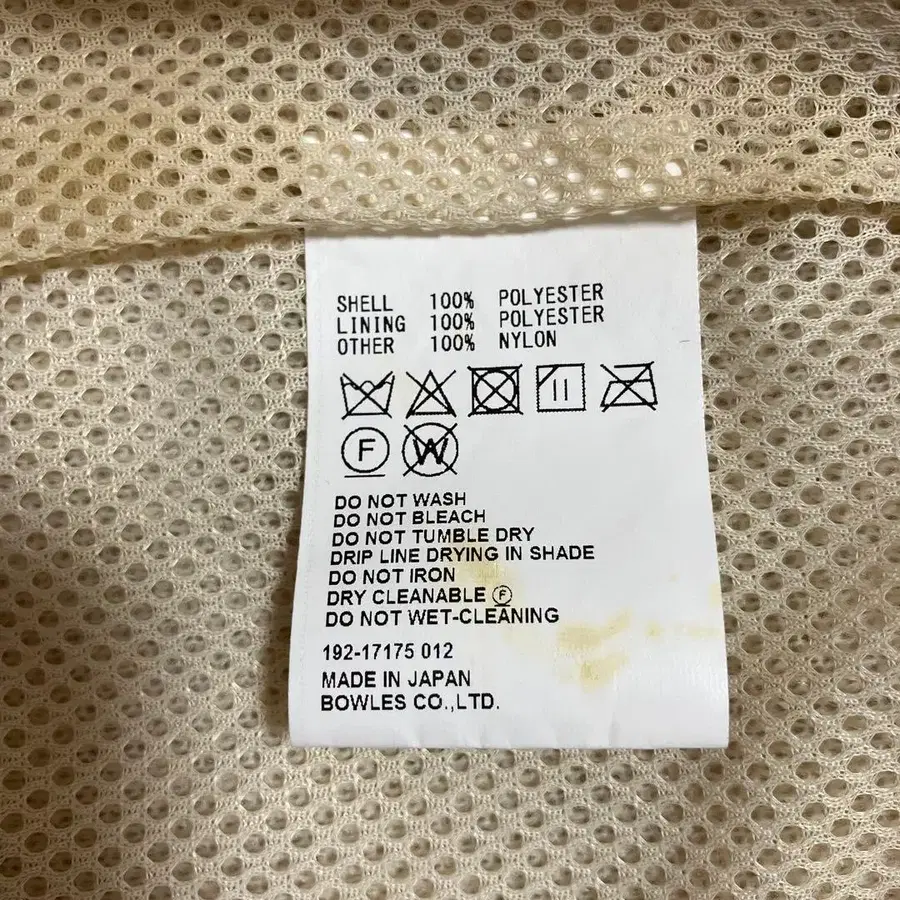 SHELL 100% POLYESTER
LINING 100% POLYESTER
OTHER 100% NYLON
F W
DO NOT WASH
DO NOT BLEACH
DO NOT TUMBLE DRY
DRIP LINE DRYING IN SHADE
DO NOT IRON
DRY CLEANABLE Ⓕ
DO NOT WET-CLEANING
192-17175 012
MADE IN JAPAN
BOWLES CO.,LTD.